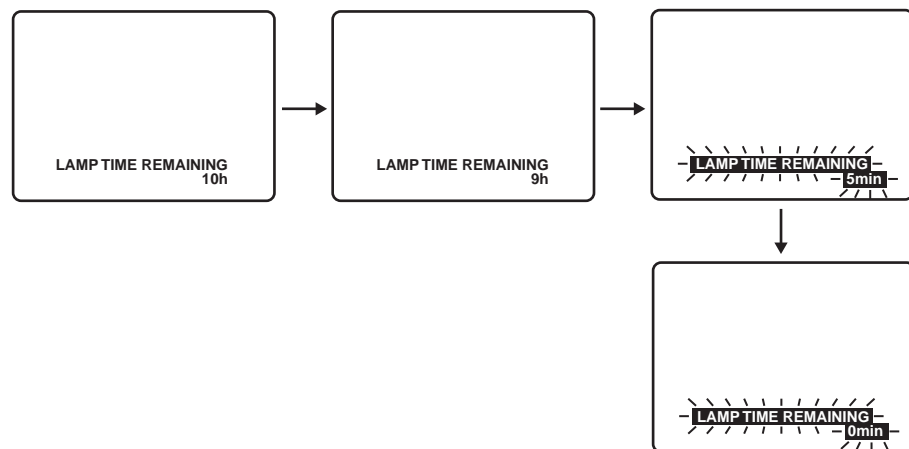 LAMP TIME REMAINING
10h
LAMP TIME REMAINING
9h
LAMP TIME REMAINING
5min
LAMP TIME REMAINING
0min